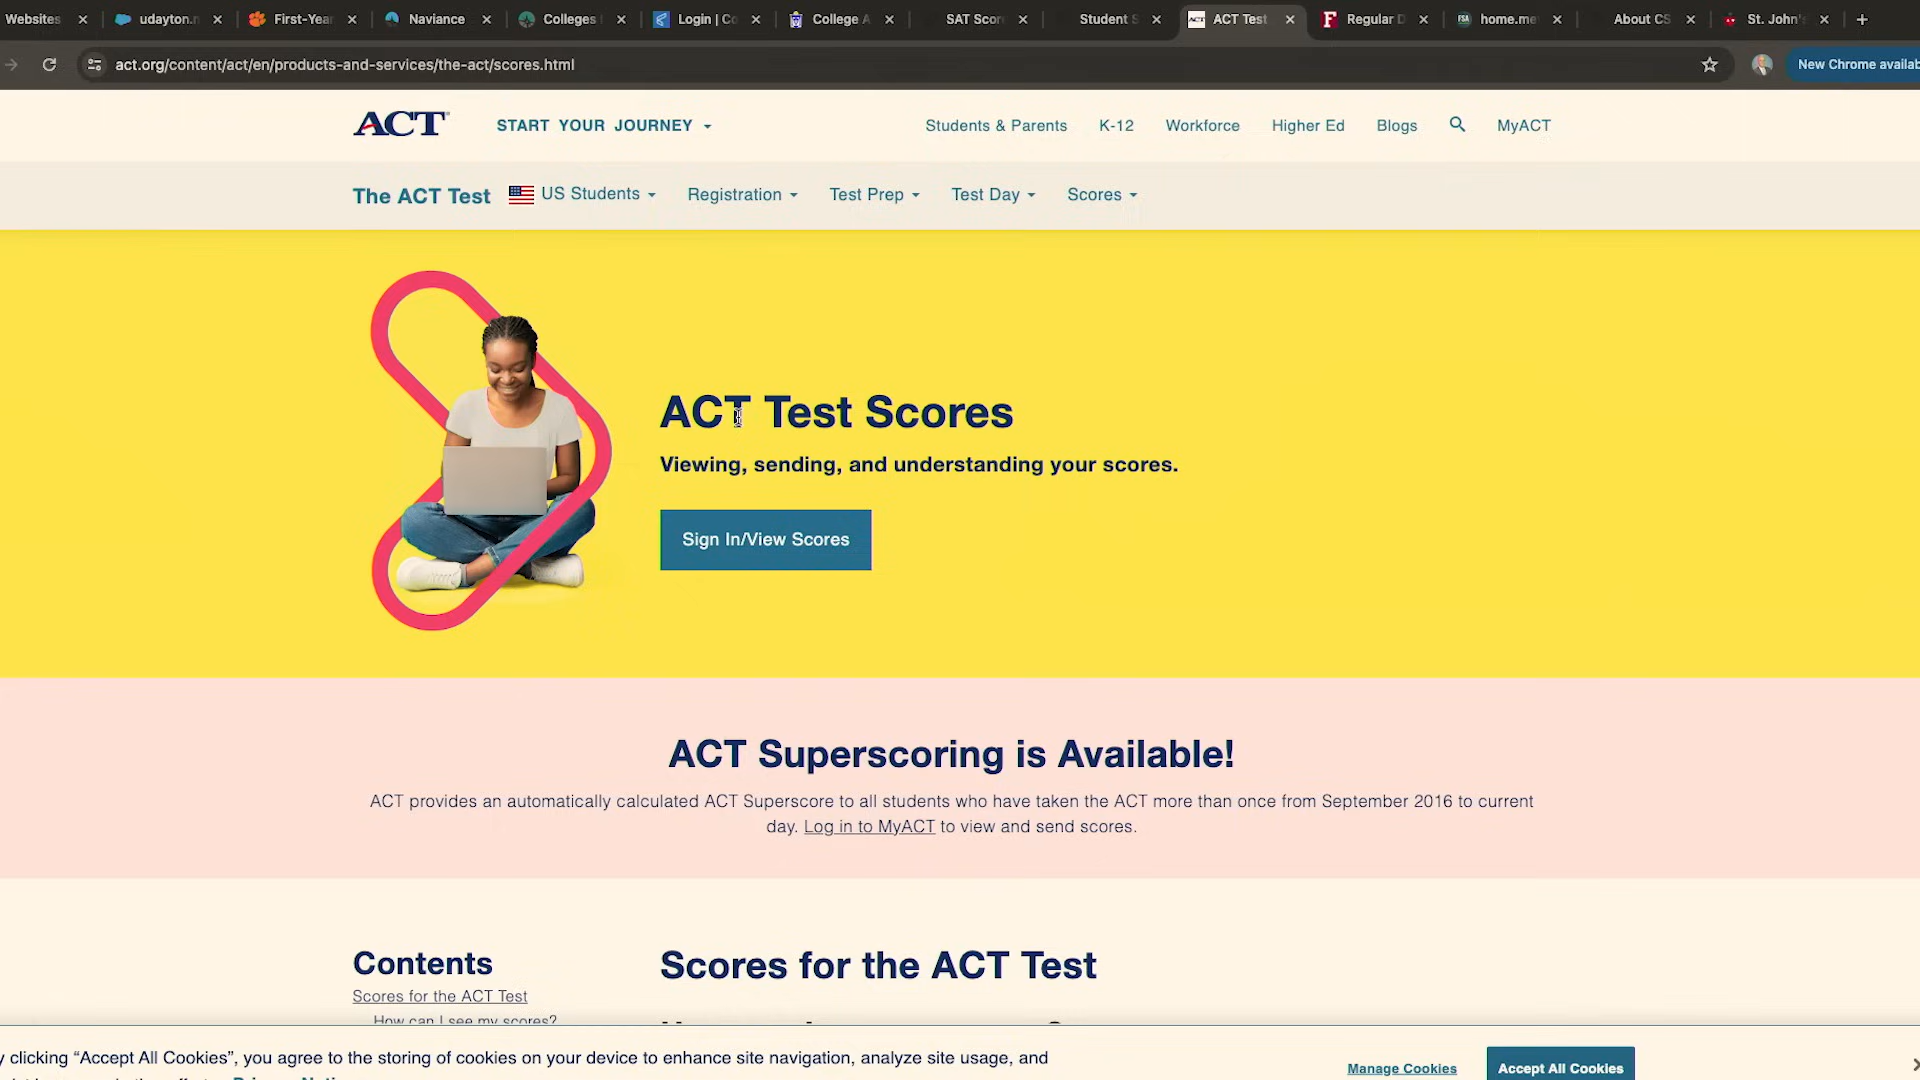 Websites
udayton.
First-Year
Naviance
Colleges
Login | Co
College A
SAT Scor
Student S
ACT Test
Regular D
home.me
About CS
St. John's
act.org/content/act/en/products-and-services/the-act/scores.html
New Chrome availab
ACT
START YOUR JOURNEY
Students & Parents
K-12
Workforce
Higher Ed
Blogs
MyACT
The ACT Test
US Students
Registration
Test Prep
Test Day
Scores
ACT Test Scores
Viewing, sending, and understanding your scores.
Sign In/View Scores
ACT Superscoring is Available!
ACT provides an automatically calculated ACT Superscore to all students who have taken the ACT more than once from September 2016 to current
day. Log in to MyACT to view and send scores.
Contents
Scores for the ACT Test
How can I see my scores?
Scores for the ACT Test
y clicking “Accept All Cookies”, you agree to the storing of cookies on your device to enhance site navigation, analyze site usage, and
Manage Cookies
Accept All Cookies